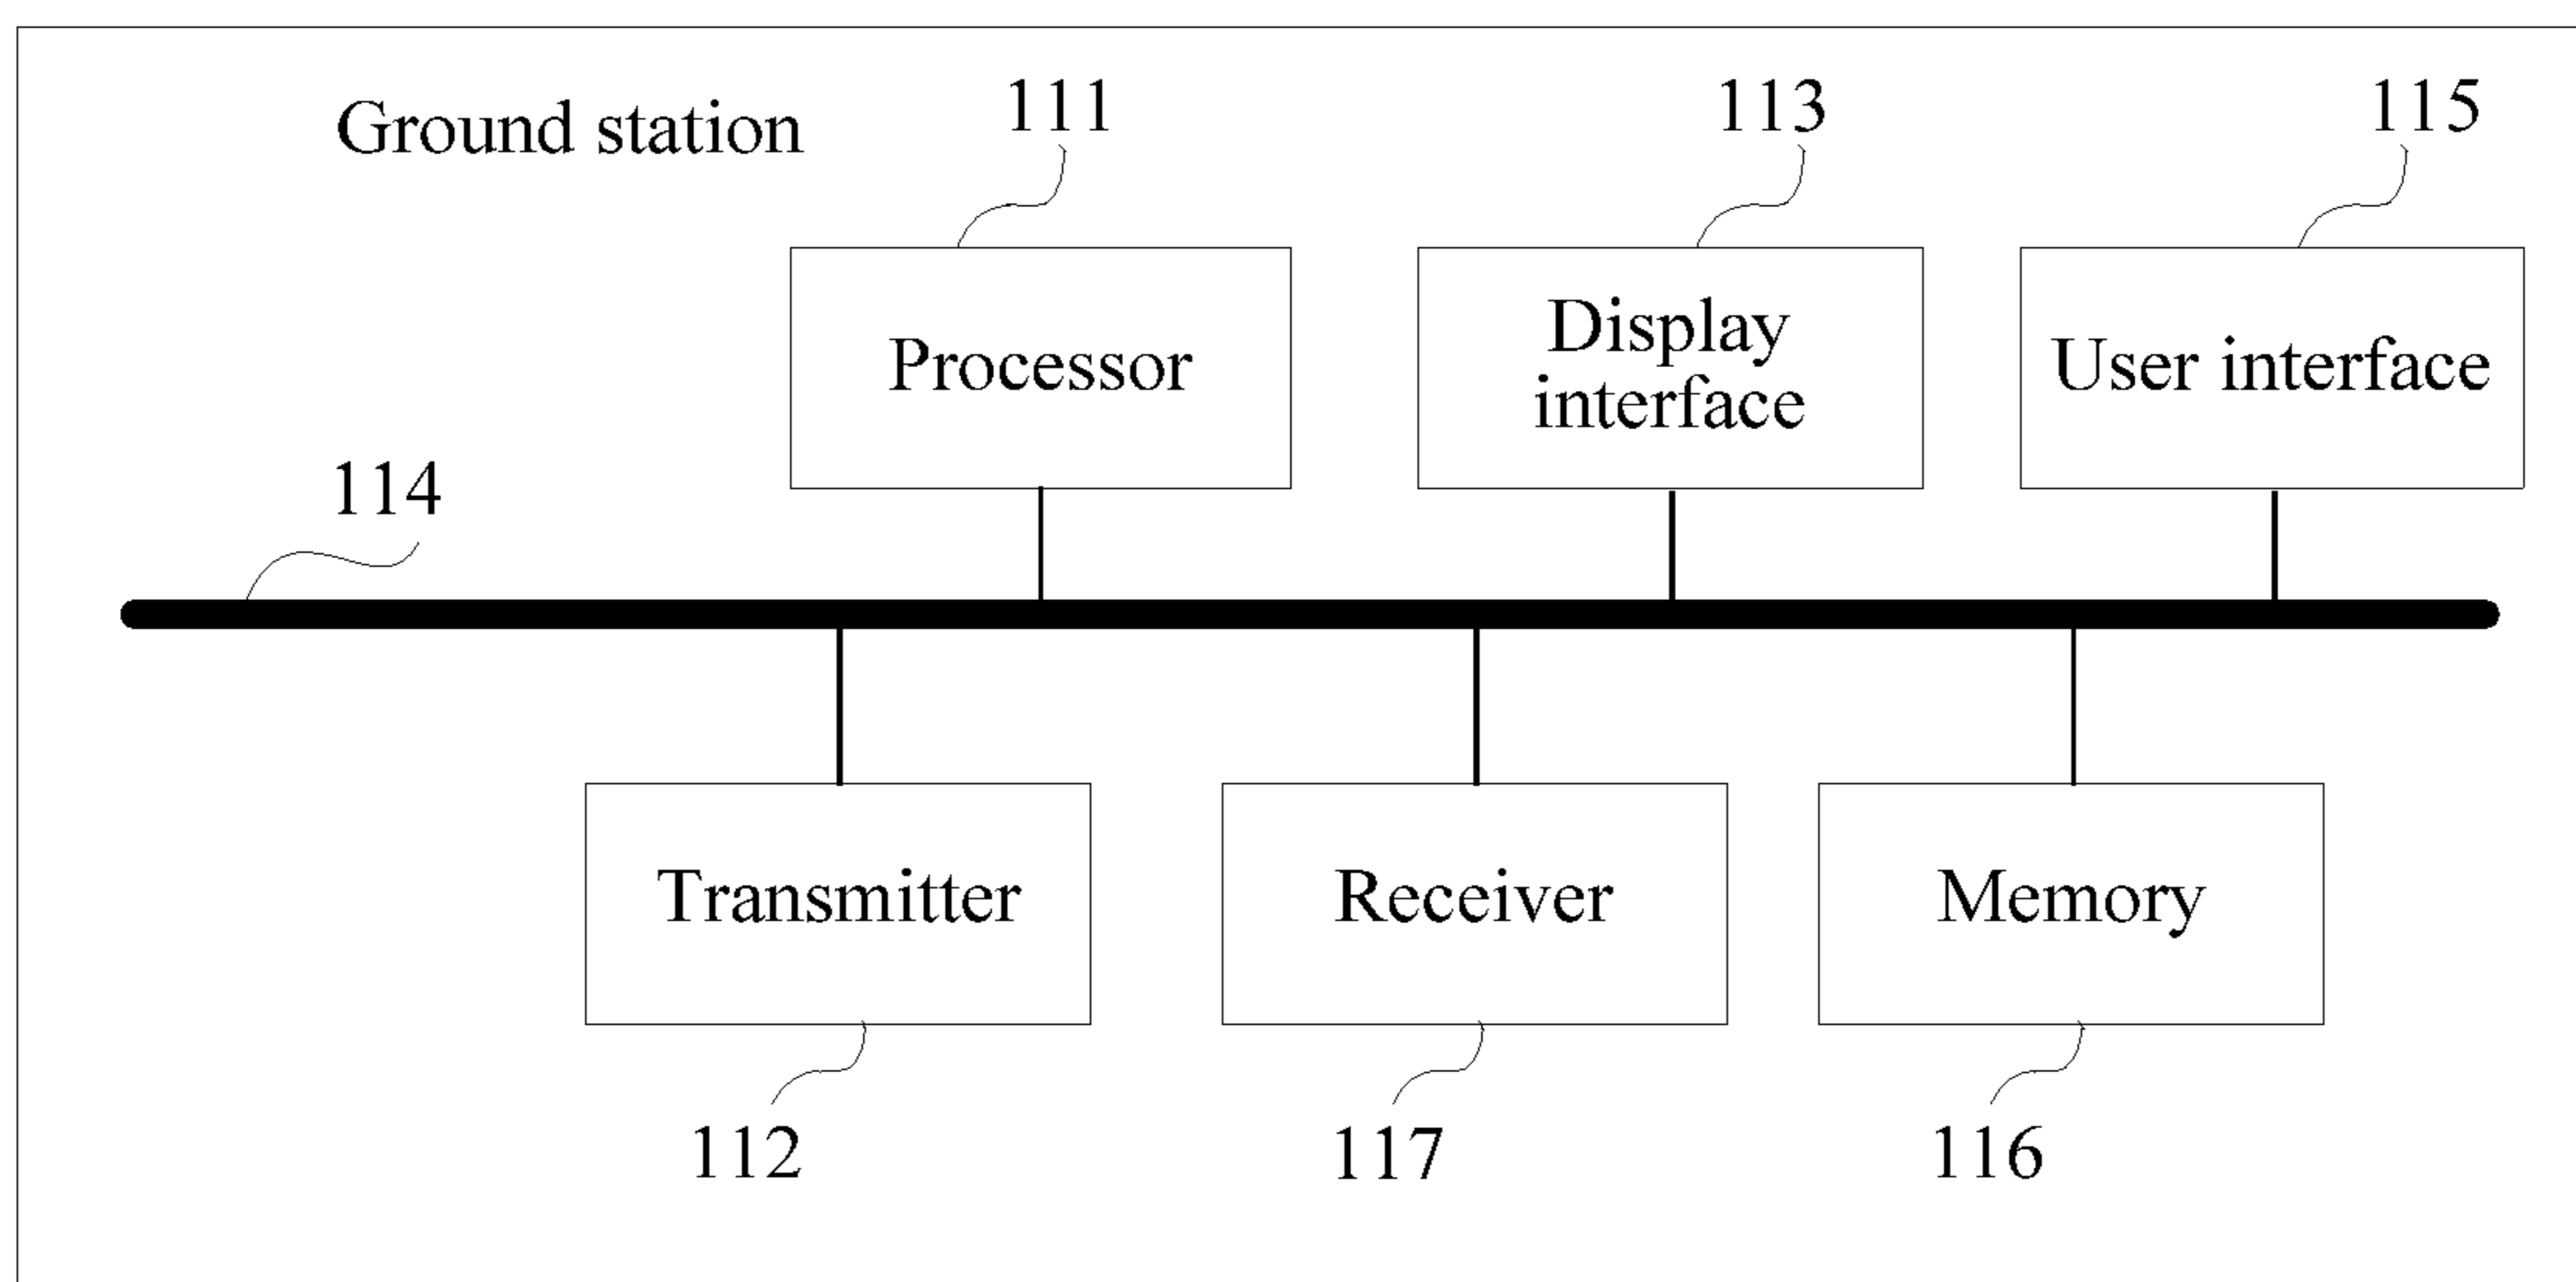 Ground station
111
113
115
Processor
Display
interface
User interface
114
Transmitter
Receiver
Memory
112
117
116